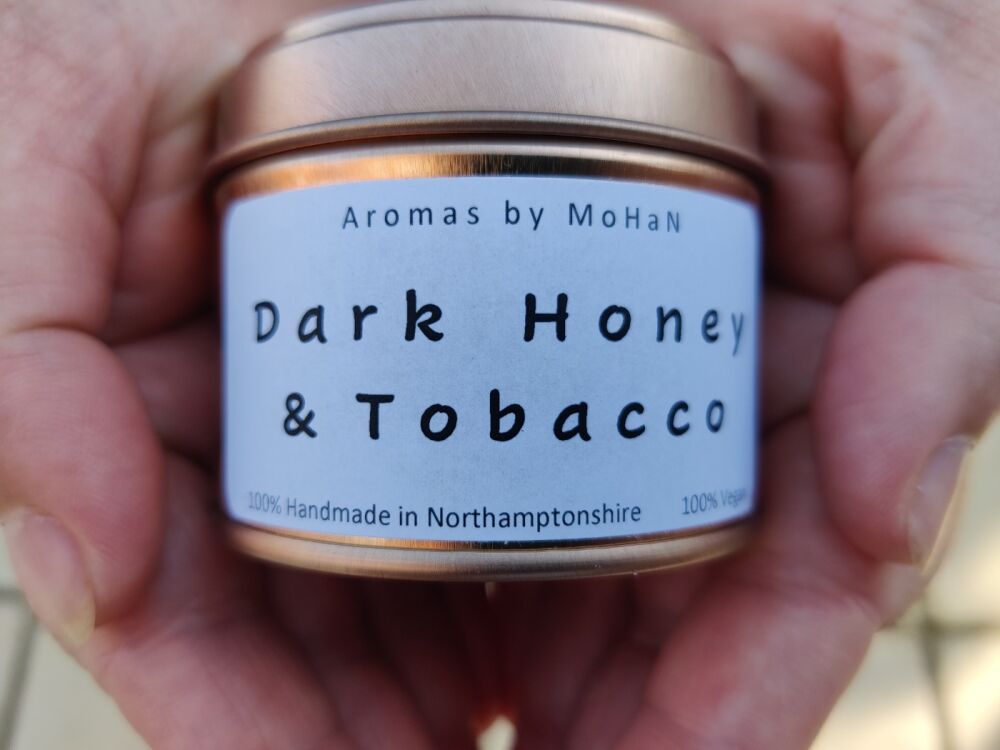 Aromas by MoHaN
Dark Honey
& Tobacco
100% Handmade in Northamptonshire 100% Vegan